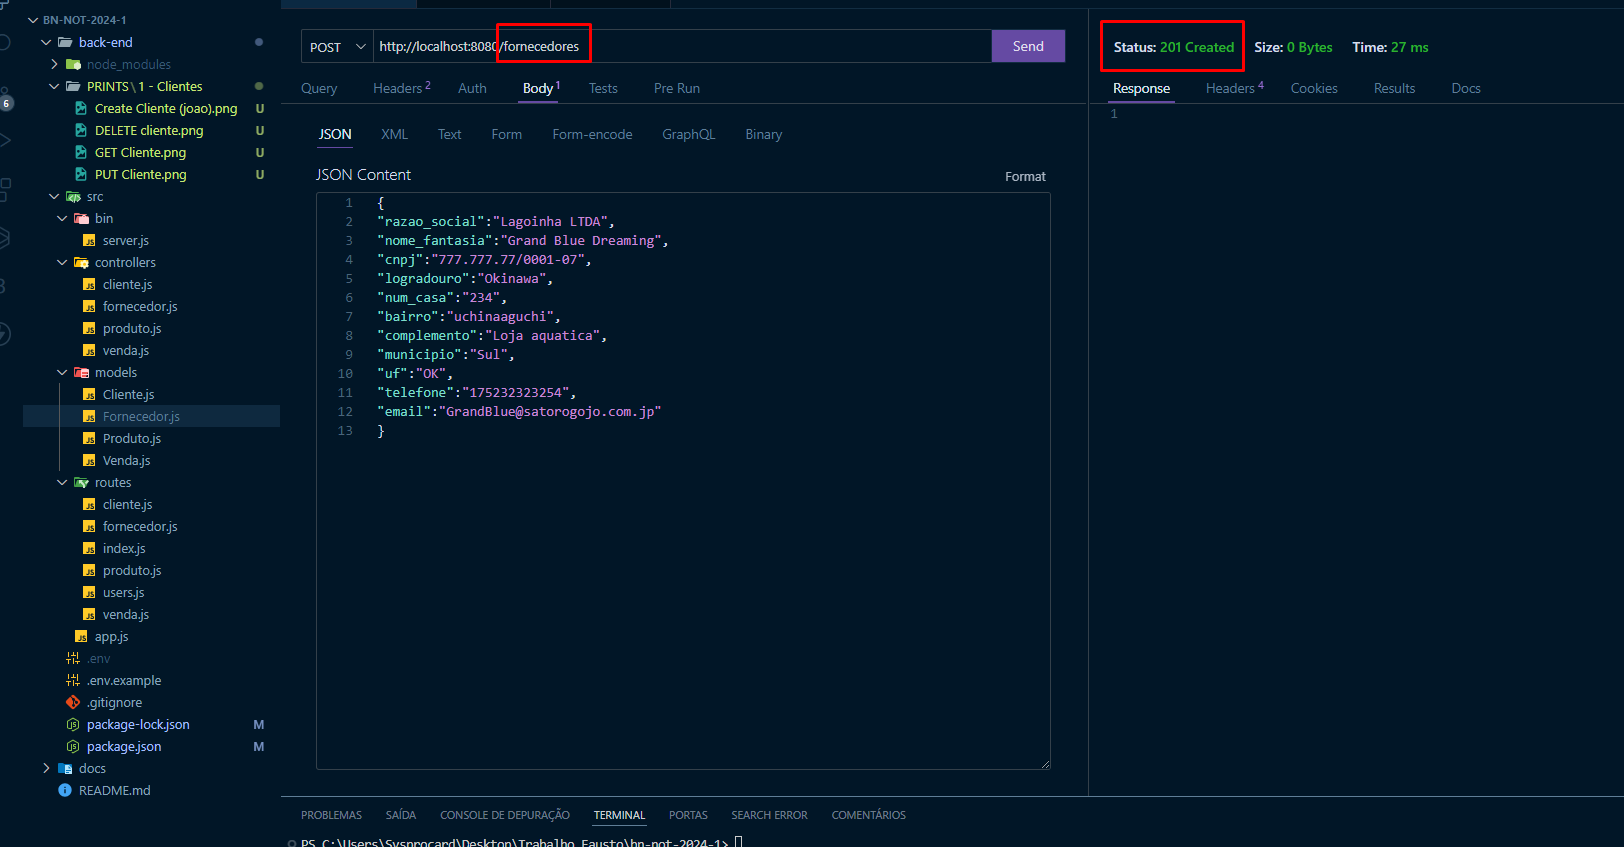 BN-NOT-2024-1
back-end
node_modules
PRINTS \ 1 - Clientes
Create Cliente (joao).png U
DELETE cliente.png U
GET Cliente.png U
PUT Cliente.png U
src
bin
server.js
controllers
cliente.js
fornecedor.js
produto.js
venda.js
models
Cliente.js
Fornecedor.js
Produto.js
Venda.js
routes
cliente.js
fornecedor.js
index.js
produto.js
users.js
venda.js
app.js
.env
.env.example
.gitignore
package-lock.json M
package.json M
docs
README.md
6
POST http://localhost:8080/fornecedores Send
Query Headers 2 Auth Body 1 Tests Pre Run
JSON XML Text Form Form-encode GraphQL Binary
JSON Content Format
1 {
2 "razao_social":"Lagoinha LTDA",
3 "nome_fantasia":"Grand Blue Dreaming",
4 "cnpj":"777.777.77/0001-07",
5 "logradouro":"Okinawa",
6 "num_casa":"234",
7 "bairro":"uchinaaguchi",
8 "complemento":"Loja aquatica",
9 "municipio":"Sul",
10 "uf":"OK",
11 "telefone":"175232323254",
12 "email":"GrandBlue@satorogojo.com.jp"
13 }
Status: 201 Created Size: 0 Bytes Time: 27 ms
Response Headers 4 Cookies Results Docs
1
PROBLEMAS SAÍDA CONSOLE DE DEPURAÇÃO TERMINAL PORTAS SEARCH ERROR COMENTÁRIOS
PS C:\Users\Sysprocard\Desktop\Trabalho Fausto\bn-not-2024-1>